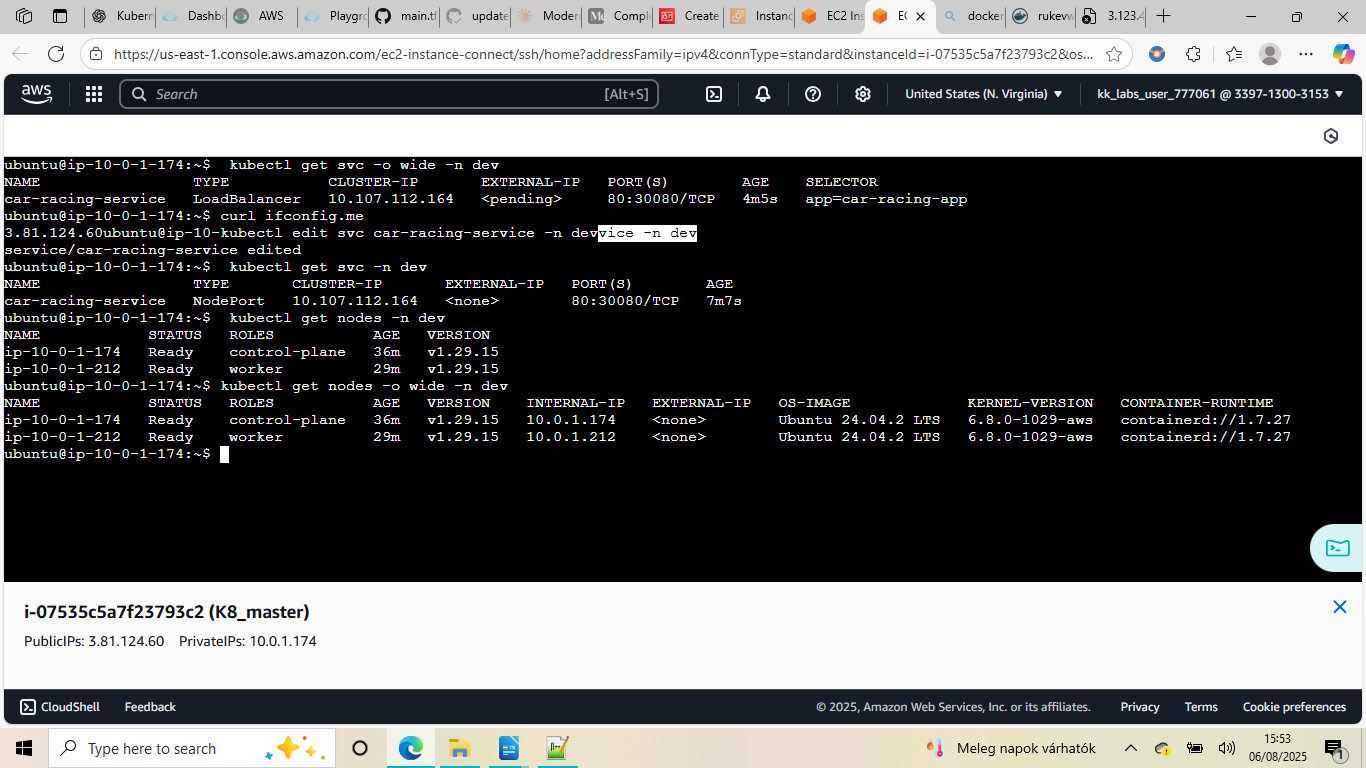 Kubern
Dashbo
AWS
Playgro
main.tf
update
Modern
Comple
Create
Instanc
EC2 Ins
EC
docker
rukevw
3.123.4
https://us-east-1.console.aws.amazon.com/ec2-instance-connect/ssh/home?addressFamily=ipv4&connType=standard&instanceId=i-07535c5a7f23793c2&os...
aws
Search
[Alt+S]
United States (N. Virginia)
kk_labs_user_777061 @ 3397-1300-3153
ubuntu@ip-10-0-1-174:~$  kubectl get svc -o wide -n dev
NAME                 TYPE           CLUSTER-IP       EXTERNAL-IP   PORT(S)        AGE    SELECTOR
car-racing-service   LoadBalancer   10.107.112.164   <pending>     80:30080/TCP   4m5s   app=car-racing-app
ubuntu@ip-10-0-1-174:~$ curl ifconfig.me
3.81.124.60ubuntu@ip-10-kubectl edit svc car-racing-service -n devvice -n dev
service/car-racing-service edited
ubuntu@ip-10-0-1-174:~$  kubectl get svc -n dev
NAME                 TYPE       CLUSTER-IP       EXTERNAL-IP   PORT(S)        AGE
car-racing-service   NodePort   10.107.112.164   <none>        80:30080/TCP   7m7s
ubuntu@ip-10-0-1-174:~$  kubectl get nodes -n dev
NAME            STATUS   ROLES           AGE   VERSION
ip-10-0-1-174   Ready    control-plane   36m   v1.29.15
ip-10-0-1-212   Ready    worker          29m   v1.29.15
ubuntu@ip-10-0-1-174:~$ kubectl get nodes -o wide -n dev
NAME            STATUS   ROLES           AGE   VERSION    INTERNAL-IP   EXTERNAL-IP   OS-IMAGE             KERNEL-VERSION   CONTAINER-RUNTIME
ip-10-0-1-174   Ready    control-plane   36m   v1.29.15   10.0.1.174    <none>        Ubuntu 24.04.2 LTS   6.8.0-1029-aws   containerd://1.7.27
ip-10-0-1-212   Ready    worker          29m   v1.29.15   10.0.1.212    <none>        Ubuntu 24.04.2 LTS   6.8.0-1029-aws   containerd://1.7.27
ubuntu@ip-10-0-1-174:~$
i-07535c5a7f23793c2 (K8_master)
PublicIPs: 3.81.124.60    PrivateIPs: 10.0.1.174
CloudShell
Feedback
© 2025, Amazon Web Services, Inc. or its affiliates.
Privacy
Terms
Cookie preferences
Type here to search
Meleg napok várhatók
15:53
06/08/2025
1